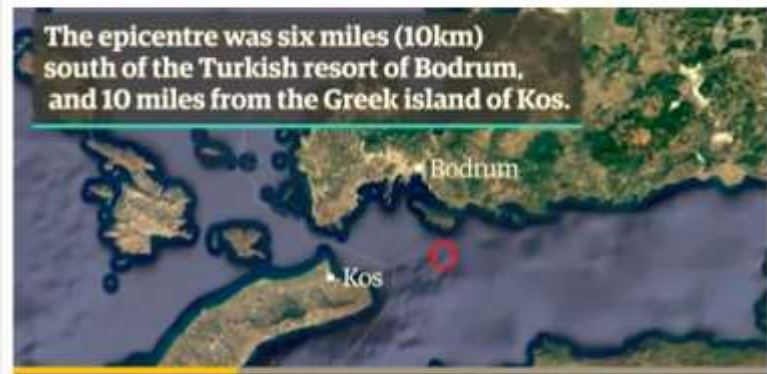 The epicentre was six miles (10km)
south of the Turkish resort of Bodrum,
and 10 miles from the Greek island of Kos.
Bodrum
Kos